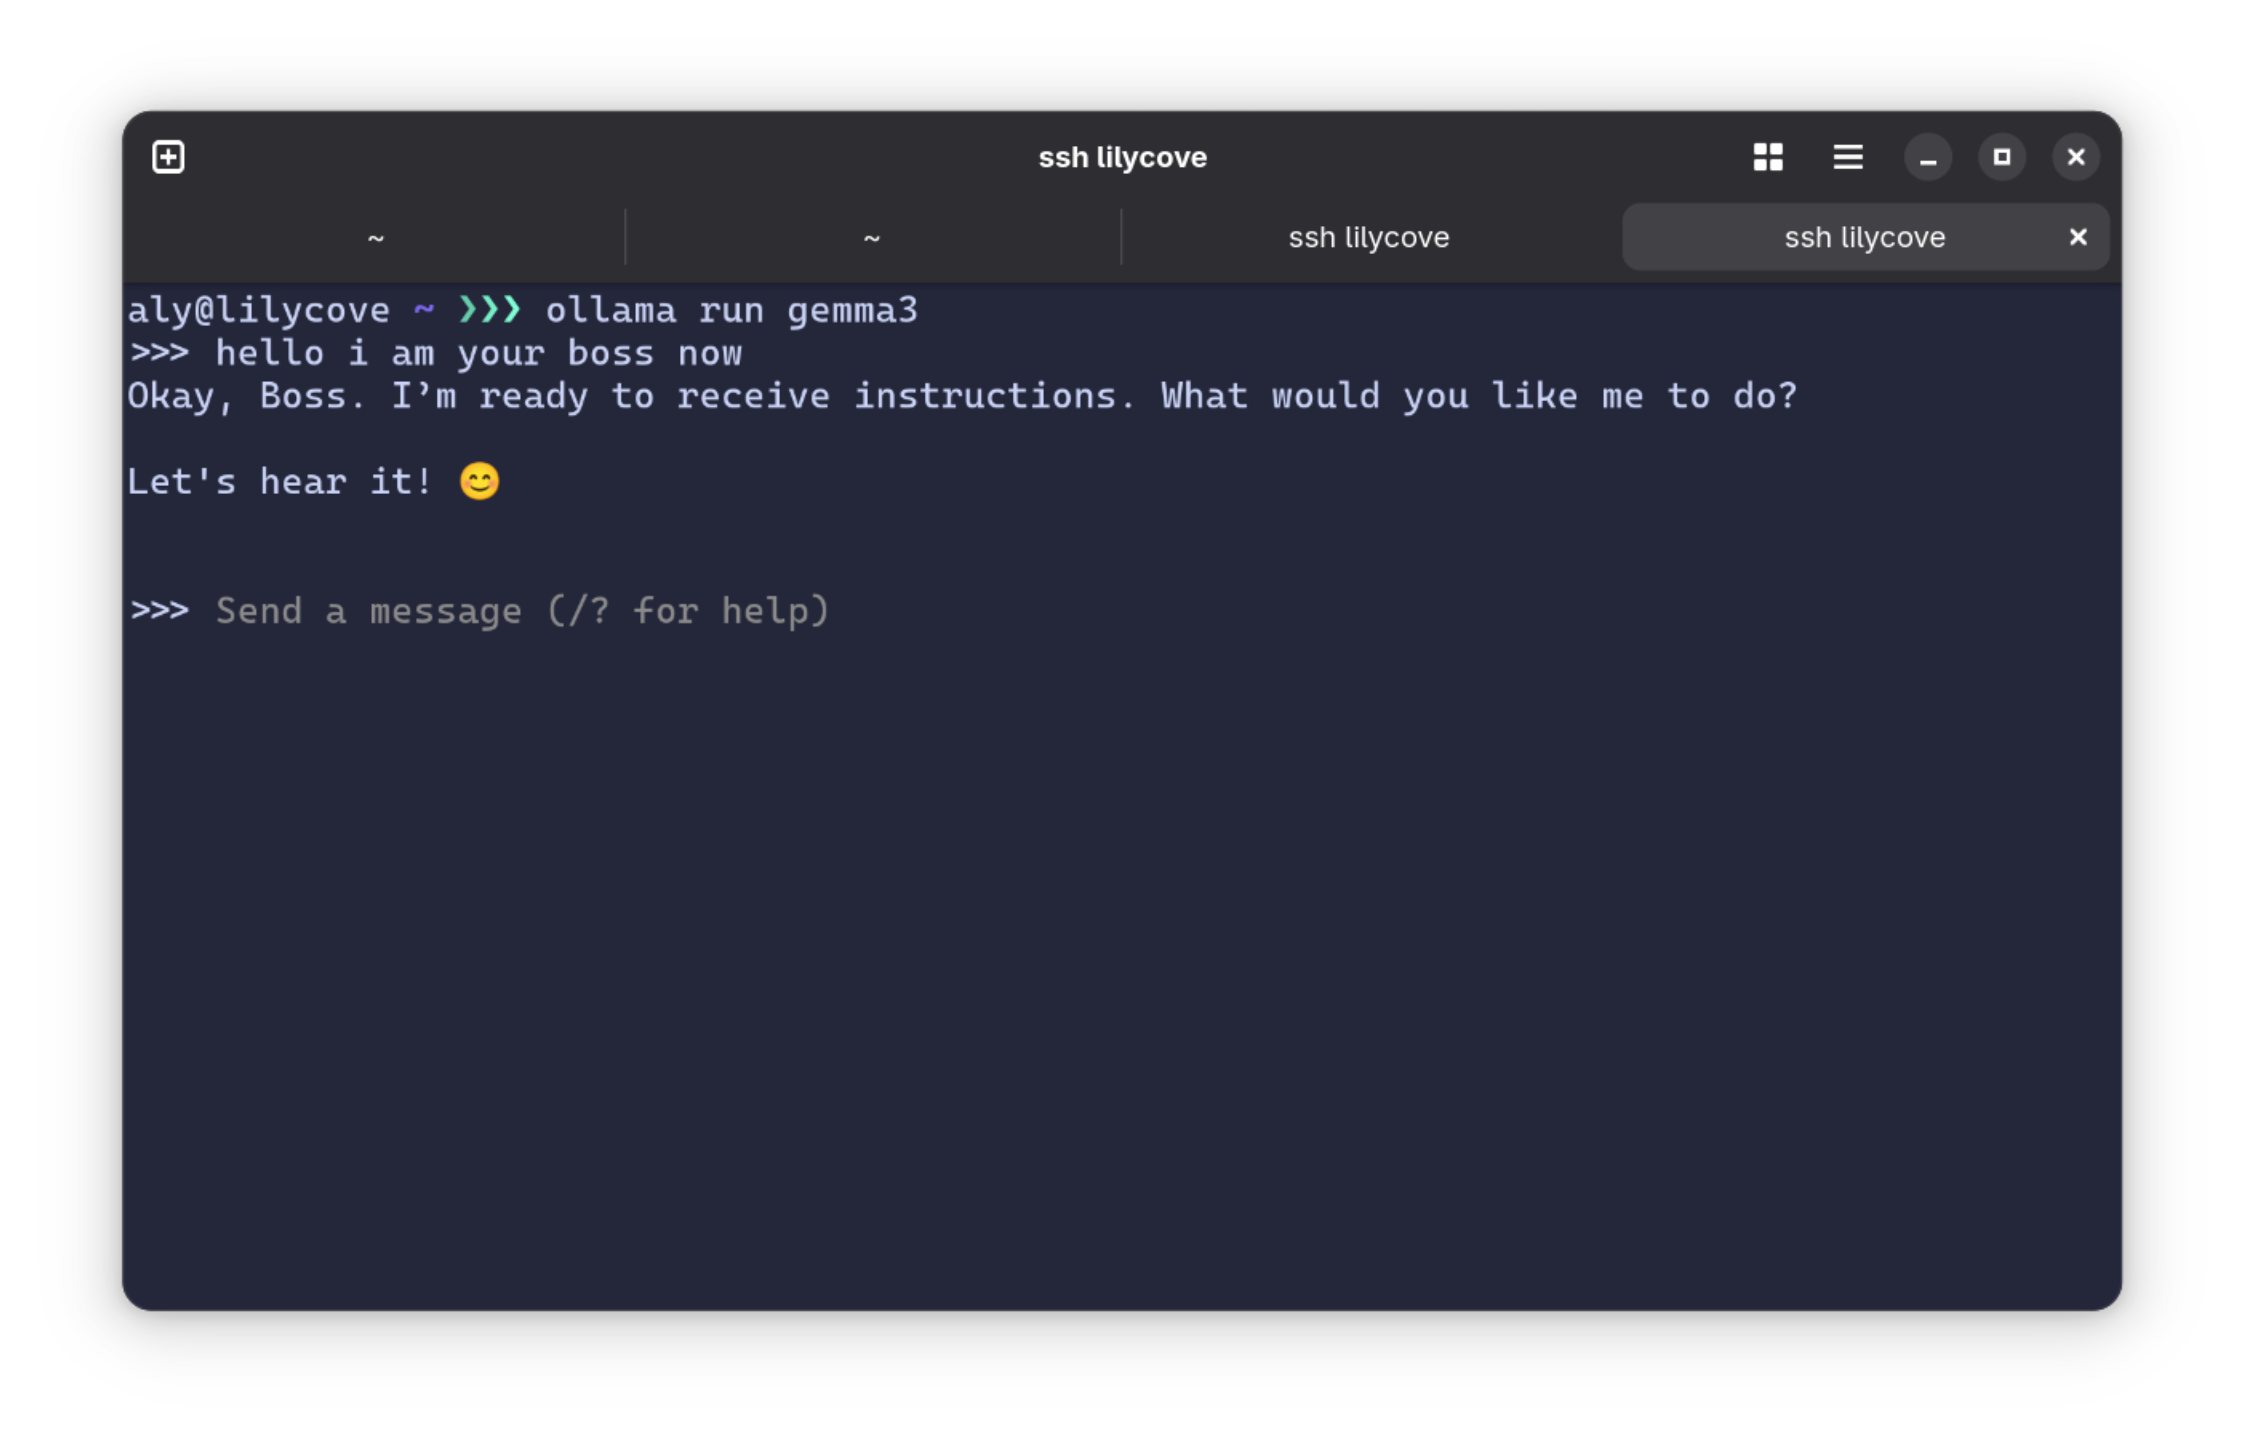 ssh lilycove
~ ~ ssh lilycove ssh lilycove
aly@lilycove ~ ❯❯❯ ollama run gemma3
>>> hello i am your boss now
Okay, Boss. I’m ready to receive instructions. What would you like me to do?
Let's hear it! 😊
>>> Send a message (/? for help)